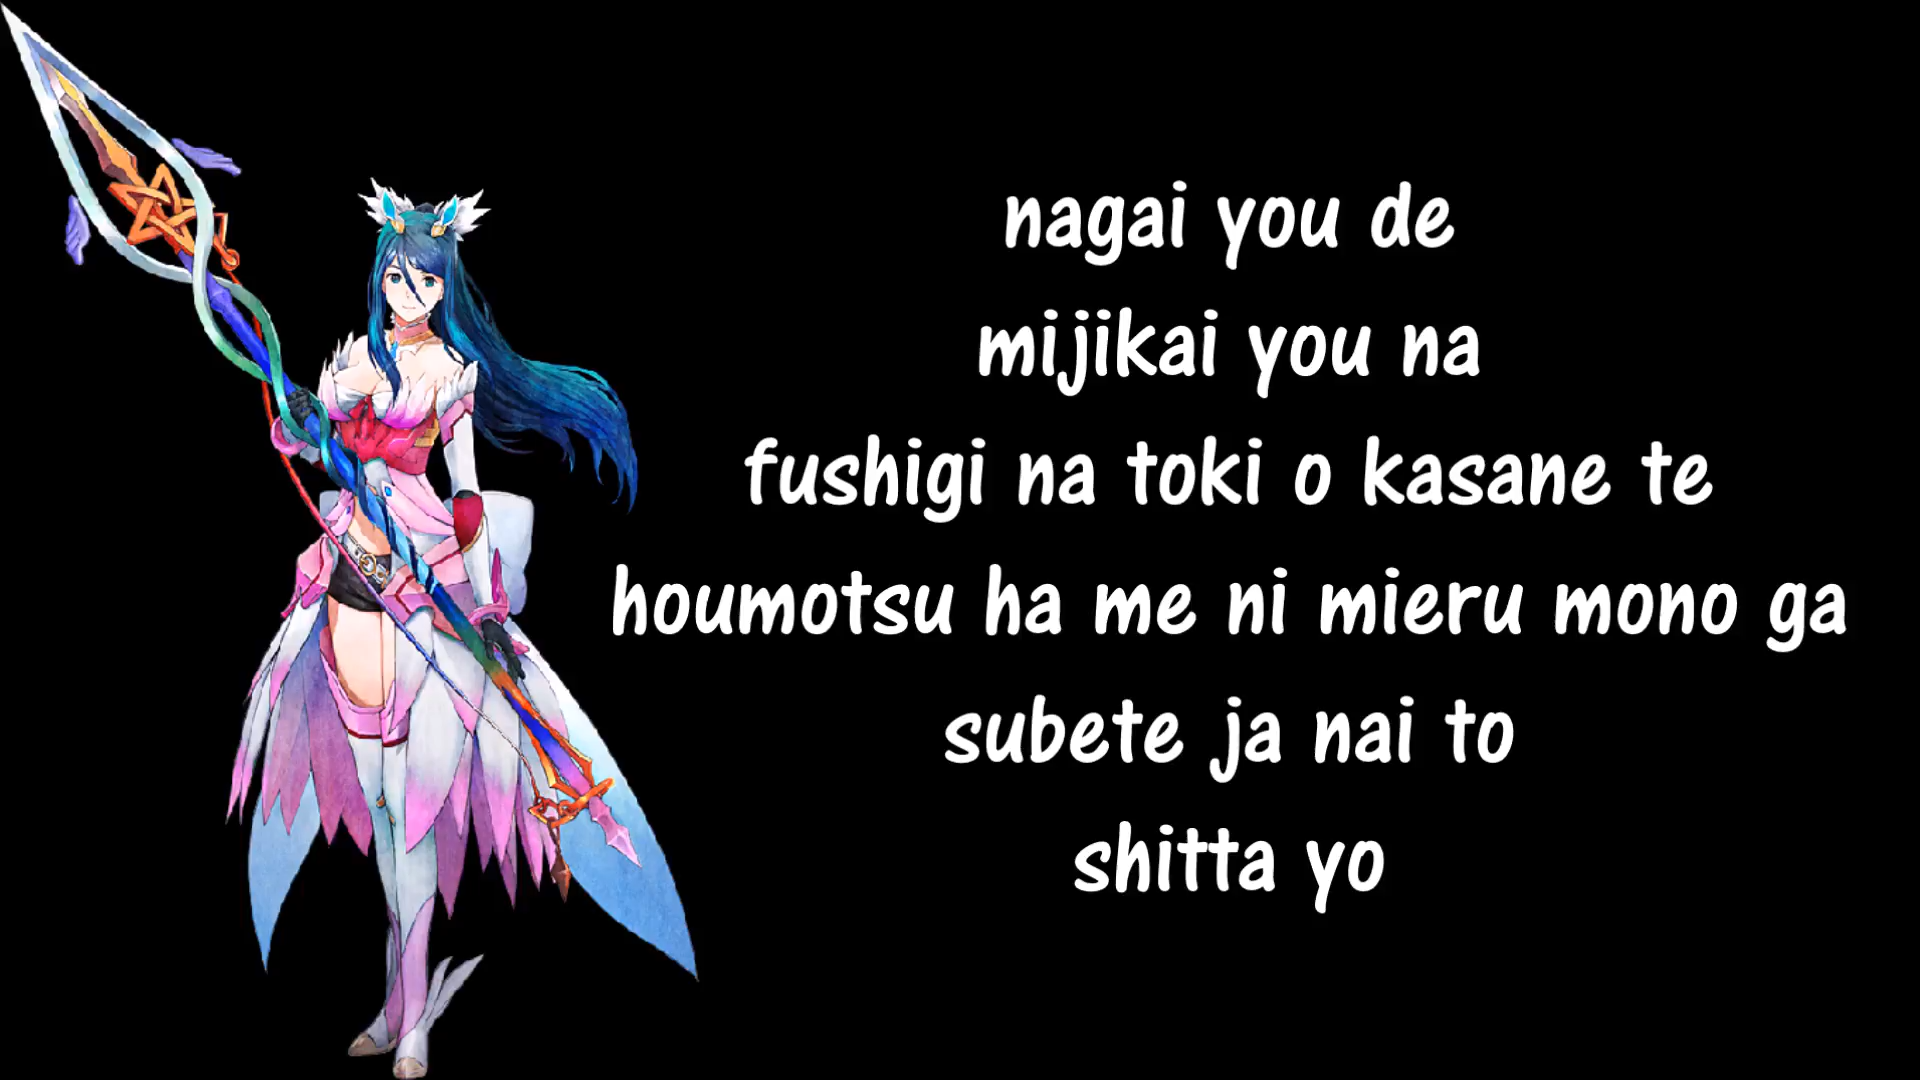 nagai you de
mijikai you na
fushigi na toki o kasane te
houmotsu ha me ni mieru mono ga
subete ja nai to
shitta yo